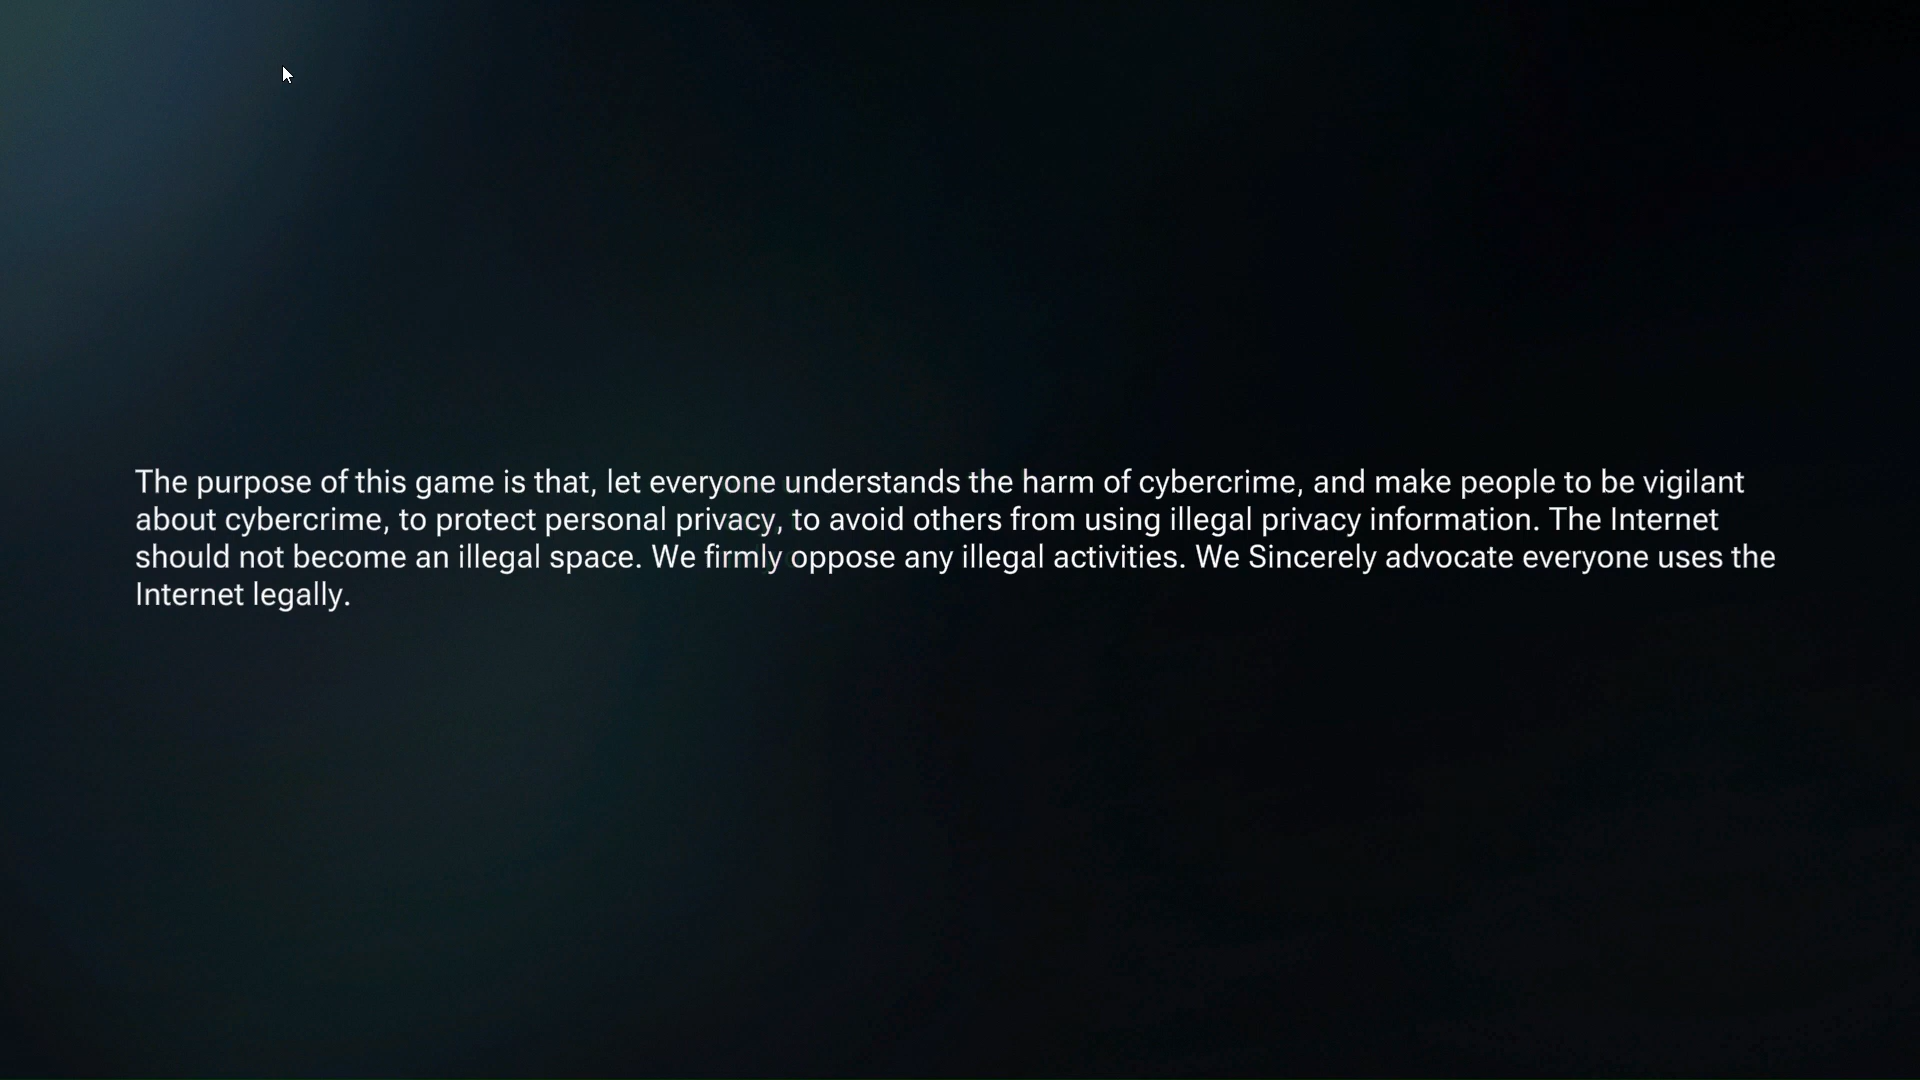 The purpose of this game is that, let everyone understands the harm of cybercrime, and make people to be vigilant
about cybercrime, to protect personal privacy, to avoid others from using illegal privacy information. The Internet
should not become an illegal space. We firmly oppose any illegal activities. We Sincerely advocate everyone uses the
Internet legally.